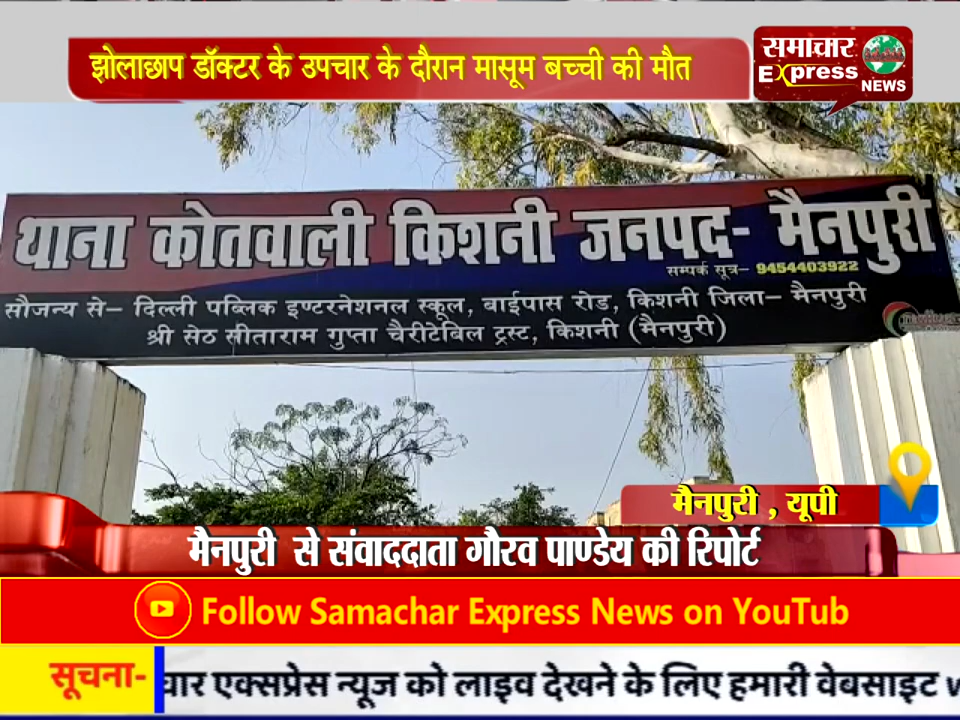 झोलाछाप डॉक्टर के उपचार के दौरान मासूम बच्ची की मौत
समाचार
Express
NEWS
थाना कोतवाली किशनी जनपद- मैनपुरी
सम्पर्क सूत्र- 9454403922
सौजन्य से- दिल्ली पब्लिक इण्टरनेशनल स्कूल, बाईपास रोड, किशनी जिला- मैनपुरी
श्री सेठ सीताराम गुप्ता चैरीटेबिल ट्रस्ट, किशनी (मैनपुरी)
मैनपुरी , यूपी
मैनपुरी से संवाददाता गौरव पाण्डेय की रिपोर्ट
Follow Samachar Express News on YouTub
सूचना- चार एक्सप्रेस न्यूज को लाइव देखने के लिए हमारी वेबसाइट